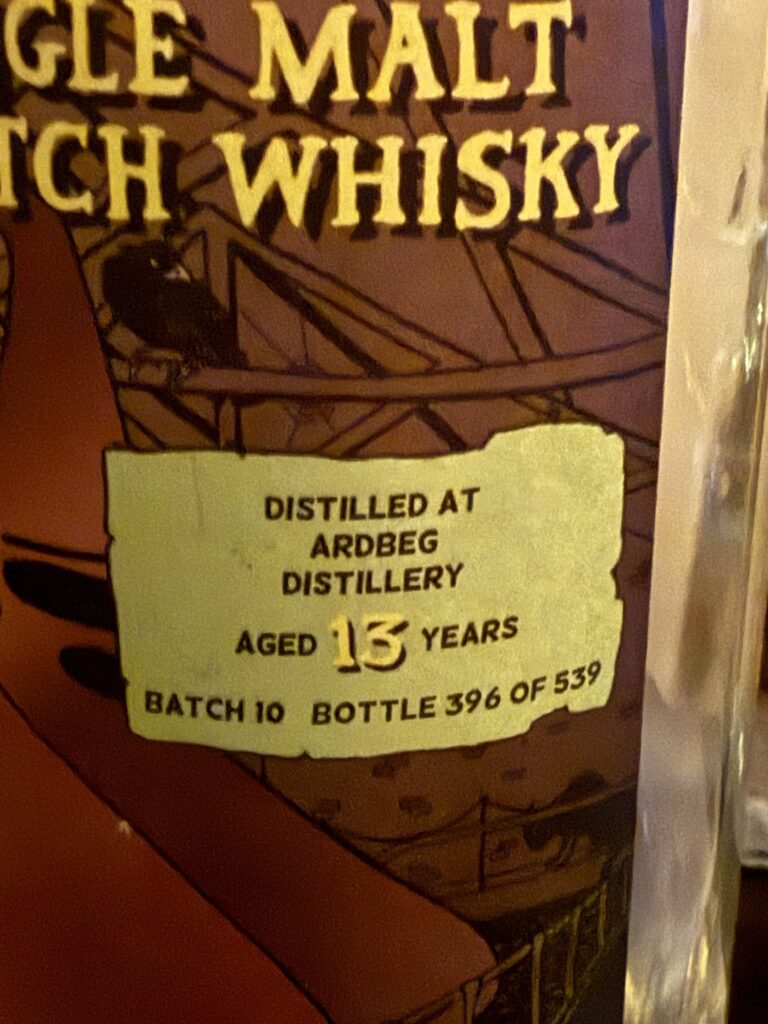 GLE MALT
TCH WHISKY
DISTILLED AT
ARDBEG
DISTILLERY
AGED 13 YEARS
BATCH 10 BOTTLE 396 OF 539